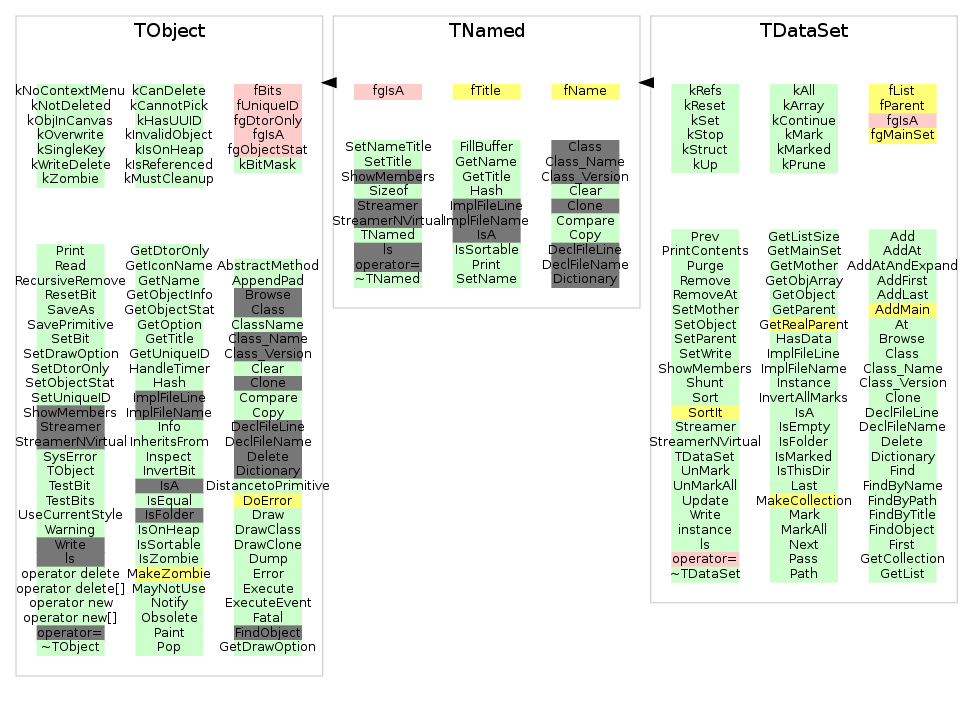 TObject
kNoContextMenu
kNotDeleted
kObjInCanvas
kOverwrite
kSingleKey
kWriteDelete
kZombie
kCanDelete
kCannotPick
kHasUUID
kInvalidObject
kIsOnHeap
kIsReferenced
kMustCleanup
fBits
fUniqueID
fgDtorOnly
fgIsA
fgObjectStat
kBitMask
Print
Read
RecursiveRemove
ResetBit
SaveAs
SavePrimitive
SetBit
SetDrawOption
SetDtorOnly
SetObjectStat
SetUniqueID
ShowMembers
Streamer
StreamerNVirtual
SysError
TObject
TestBit
TestBits
UseCurrentStyle
Warning
Write
ls
operator delete
operator delete[]
operator new
operator new[]
operator=
~TObject
GetDtorOnly
GetIconName
GetName
GetObjectInfo
GetObjectStat
GetOption
GetTitle
GetUniqueID
HandleTimer
Hash
ImplFileLine
ImplFileName
Info
InheritsFrom
Inspect
InvertBit
IsA
IsEqual
IsFolder
IsOnHeap
IsSortable
IsZombie
MakeZombie
MayNotUse
Notify
Obsolete
Paint
Pop
AbstractMethod
AppendPad
Browse
Class
ClassName
Class_Name
Class_Version
Clear
Clone
Compare
Copy
DeclFileLine
DeclFileName
Delete
Dictionary
DistancetoPrimitive
DoError
Draw
DrawClass
DrawClone
Dump
Error
Execute
ExecuteEvent
Fatal
FindObject
GetDrawOption
TNamed
fgIsA
fTitle
fName
SetNameTitle
SetTitle
ShowMembers
Sizeof
Streamer
StreamerNVirtual
TNamed
ls
operator=
~TNamed
FillBuffer
GetName
GetTitle
Hash
ImplFileLine
ImplFileName
IsA
IsSortable
Print
SetName
Class
Class_Name
Class_Version
Clear
Clone
Compare
Copy
DeclFileLine
DeclFileName
Dictionary
TDataSet
kRefs
kReset
kSet
kStop
kStruct
kUp
kAll
kArray
kContinue
kMark
kMarked
kPrune
fList
fParent
fgIsA
fgMainSet
Prev
PrintContents
Purge
Remove
RemoveAt
SetMother
SetObject
SetParent
SetWrite
ShowMembers
Shunt
Sort
SortIt
Streamer
StreamerNVirtual
TDataSet
UnMark
UnMarkAll
Update
Write
instance
ls
operator=
~TDataSet
GetListSize
GetMainSet
GetMother
GetObjArray
GetObject
GetParent
GetRealParent
HasData
ImplFileLine
ImplFileName
Instance
InvertAllMarks
IsA
IsEmpty
IsFolder
IsMarked
IsThisDir
Last
MakeCollection
Mark
MarkAll
Next
Pass
Path
Add
AddAt
AddAtAndExpand
AddFirst
AddLast
AddMain
At
Browse
Class
Class_Name
Class_Version
Clone
DeclFileLine
DeclFileName
Delete
Dictionary
Find
FindByName
FindByPath
FindByTitle
FindObject
First
GetCollection
GetList